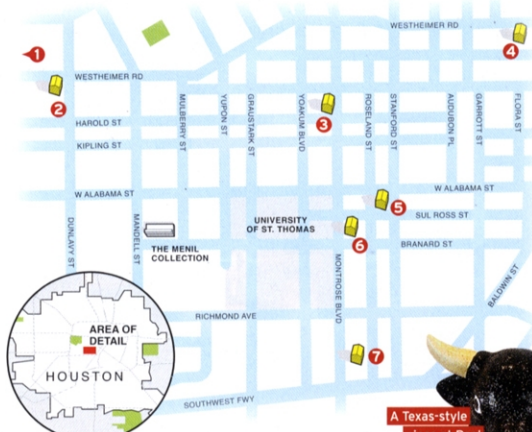 WESTHEIMER RD
1
4
WESTHEIMER RD
2
3
HAROLD ST
KIPLING ST
MULBERRY ST
YUPON ST
GRAUSTARK ST
YOAKUM BLVD
ROSELAND ST
STANFORD ST
AUDUBON PL
GARROTT ST
FLORA ST
W ALABAMA ST
W ALABAMA ST
5
SUL ROSS ST
DUNLAVY ST
MANDELL ST
UNIVERSITY
OF ST. THOMAS
6
BRANARD ST
THE MENIL
COLLECTION
MONTROSE BLVD
BALDWIN ST
RICHMOND AVE
AREA OF
DETAIL
HOUSTON
7
SOUTHWEST FWY
A Texas-style